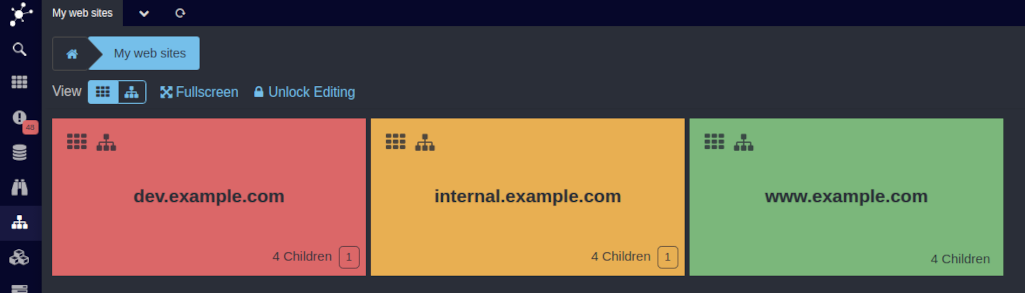 My web sites
My web sites
View Fullscreen Unlock Editing
48
dev.example.com internal.example.com www.example.com
4 Children 1 4 Children 1 4 Children